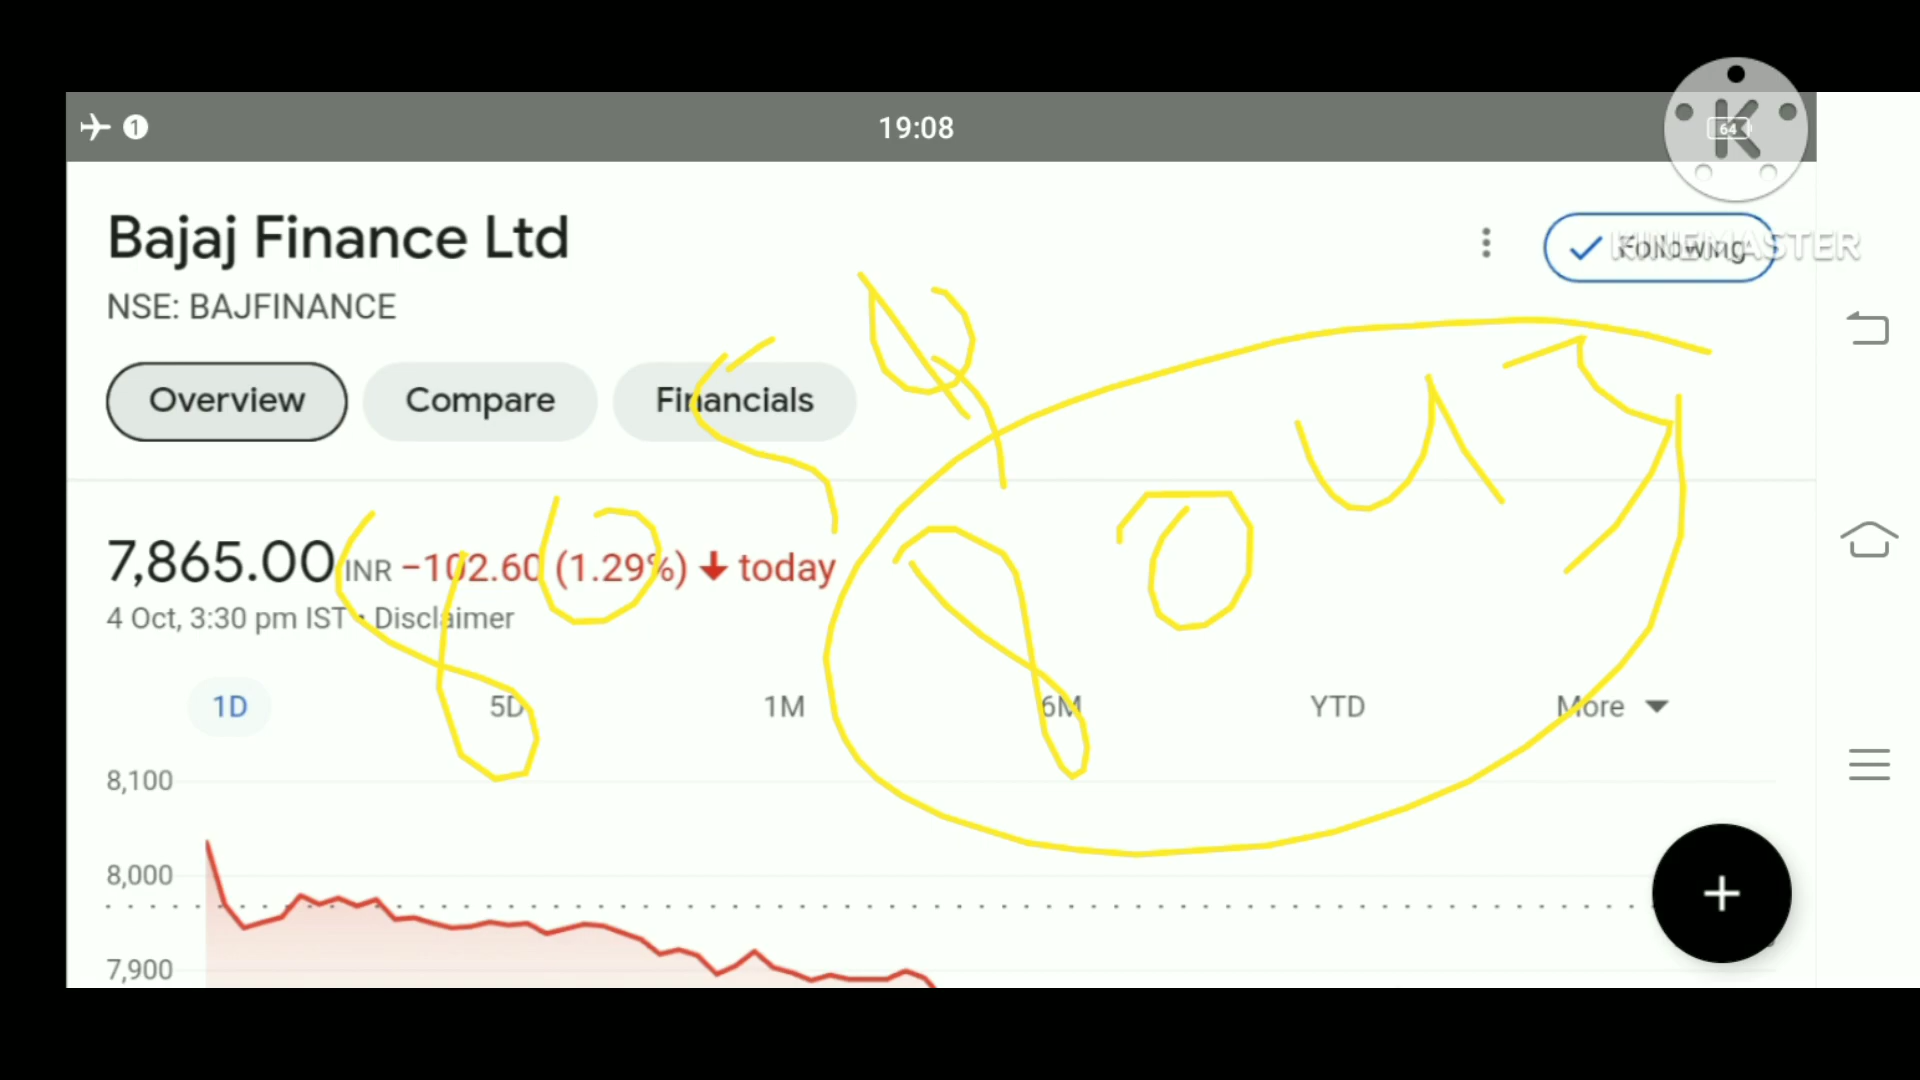 1
19:08
64
Bajaj Finance Ltd
Following
KINEMASTER
NSE: BAJFINANCE
Overview Compare Financials
7,865.00 INR −102.60 (1.29%) ↓ today
4 Oct, 3:30 pm IST • Disclaimer
1D 5D 1M 6M YTD More
8,100
8,000
7,900